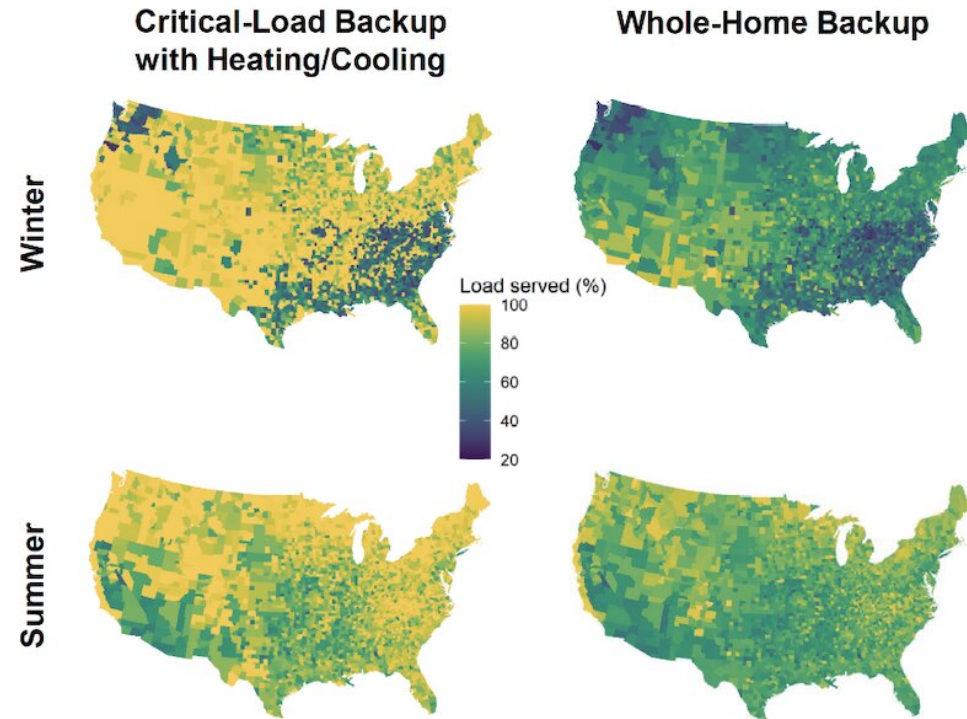 Critical-Load Backup
with Heating/Cooling
Whole-Home Backup
Winter
Load served (%)
100
80
60
40
20
Summer